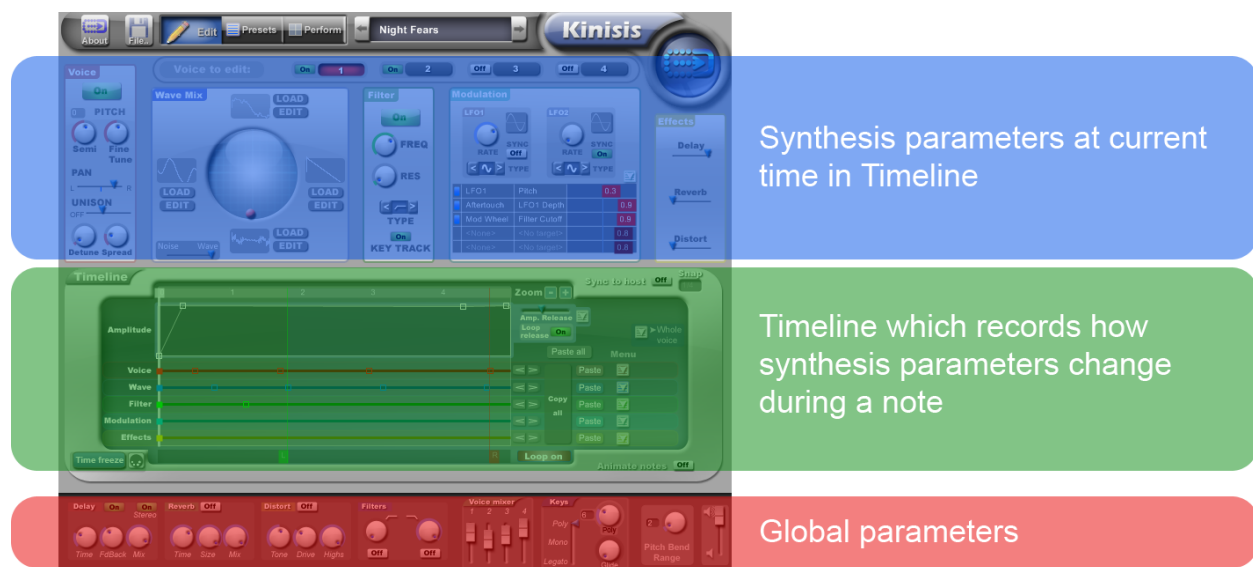 About
File..
Edit
Presets
Perform
Night Fears
Kinisis
Voice
Voice to edit:
On 1
On 2
Off 3
Off 4
On
PITCH
Semi Fine Tune
PAN
L R
UNISON
OFF
Detune Spread
Wave Mix
LOAD
EDIT
LOAD
EDIT
LOAD
EDIT
LOAD
EDIT
Noise Wave
Filter
On
FREQ
RES
TYPE
On
KEY TRACK
Modulation
LFO1
LFO2
RATE SYNC
Off
TYPE
RATE SYNC
On
TYPE
LFO1 Pitch 0.3
Aftertouch LFO1 Depth 0.9
Mod Wheel Filter Cutoff 0.9
<None> <No target> 0.8
<None> <No target> 0.8
Effects
Delay
Reverb
Distort
Synthesis parameters at current
time in Timeline
Timeline
1 2 3 4
Zoom - +
Sync to host Off
Snap
Amplitude
Amp. Release
Loop
release On
Whole
voice
Paste all
Menu
Voice
Paste
Wave
Paste
Filter
Copy
all
Paste
Modulation
Paste
Effects
Paste
Time freeze
L
R
Loop on
Animate notes Off
Timeline which records how
synthesis parameters change
during a note
Delay On On
Stereo
Time FdBack Mix
Reverb Off
Time Size Mix
Distort Off
Tone Drive Highs
Filters
Off Off
Voice mixer
1 2 3 4
Keys
Poly
Mono
Legato
6
Poly
Glide
2
Pitch Bend
Range
Global parameters